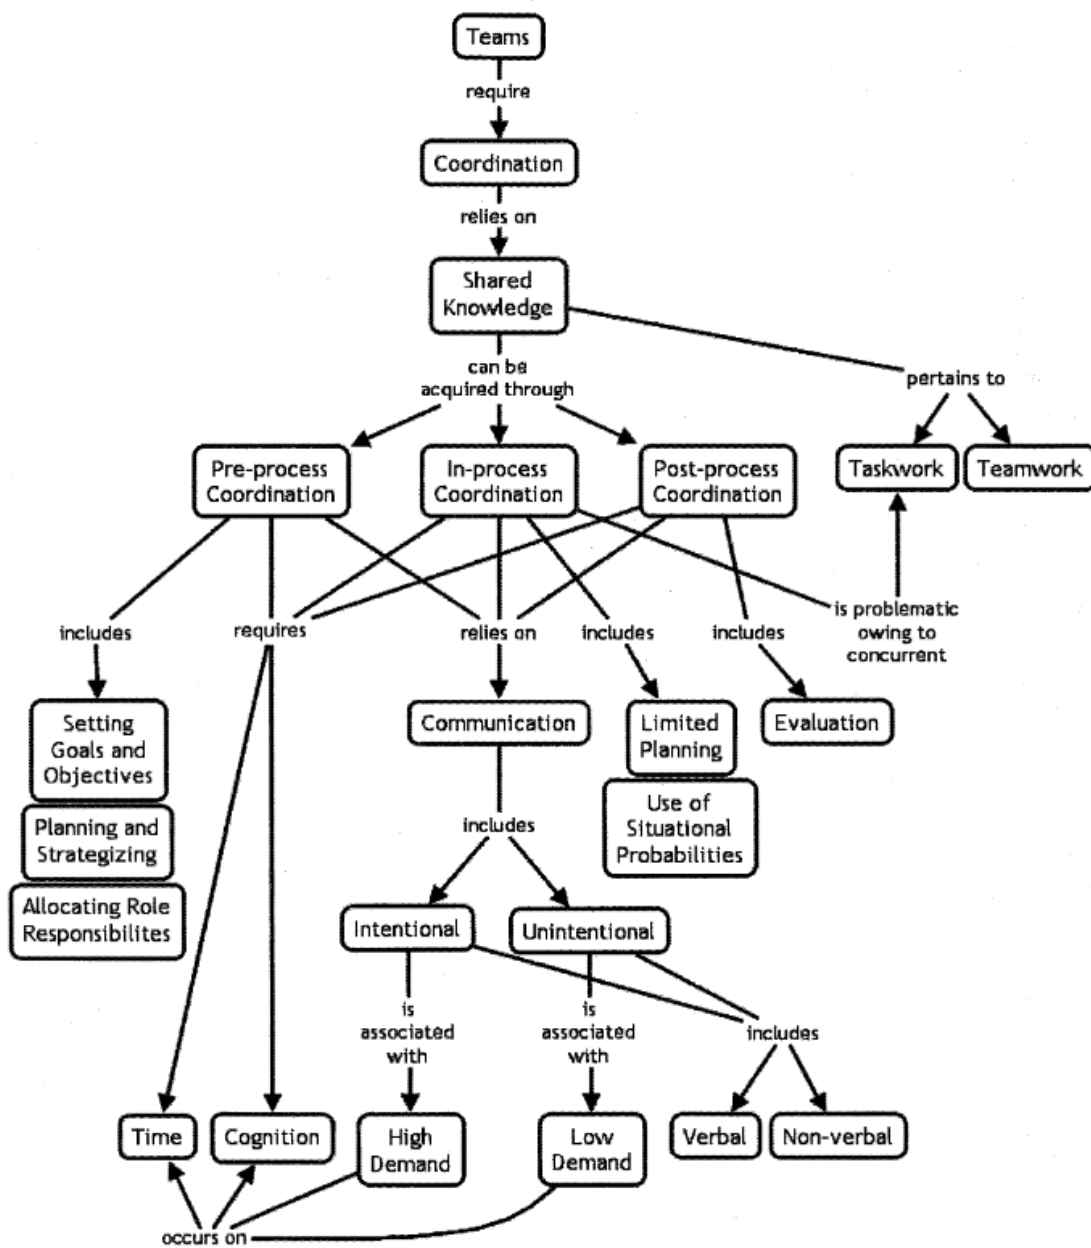 Teams
require
Coordination
relies on
Shared
Knowledge
can be
acquired through
pertains to
Pre-process
Coordination
In-process
Coordination
Post-process
Coordination
Taskwork
Teamwork
includes
requires
relies on
includes
includes
is problematic
owing to
concurrent
Setting
Goals and
Objectives
Planning and
Strategizing
Allocating Role
Responsibilites
Communication
Limited
Planning
Use of
Situational
Probabilities
Evaluation
includes
Intentional
Unintentional
is
associated
with
is
associated
with
includes
Time
Cognition
High
Demand
Low
Demand
Verbal
Non-verbal
occurs on